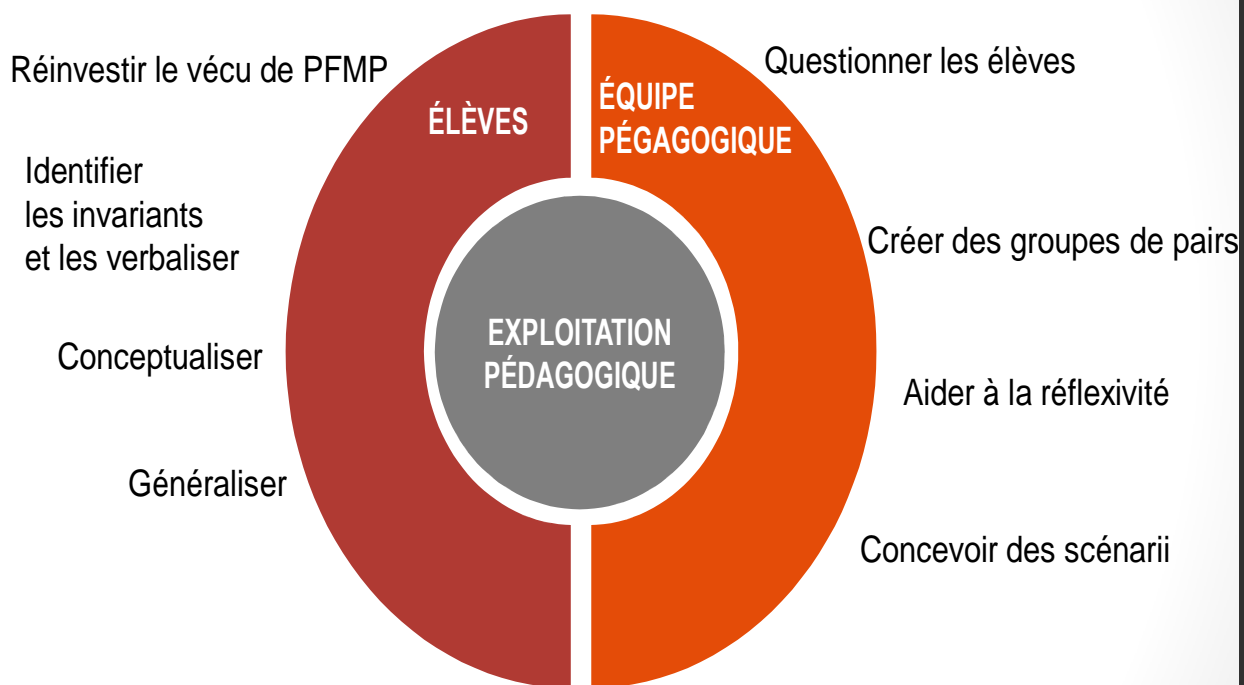 Réinvestir le vécu de PFMP
Identifier
les invariants
et les verbaliser
Conceptualiser
Généraliser
ÉLÈVES
ÉQUIPE
PÉGAGOGIQUE
EXPLOITATION
PÉDAGOGIQUE
Questionner les élèves
Créer des groupes de pairs
Aider à la réflexivité
Concevoir des scénarii